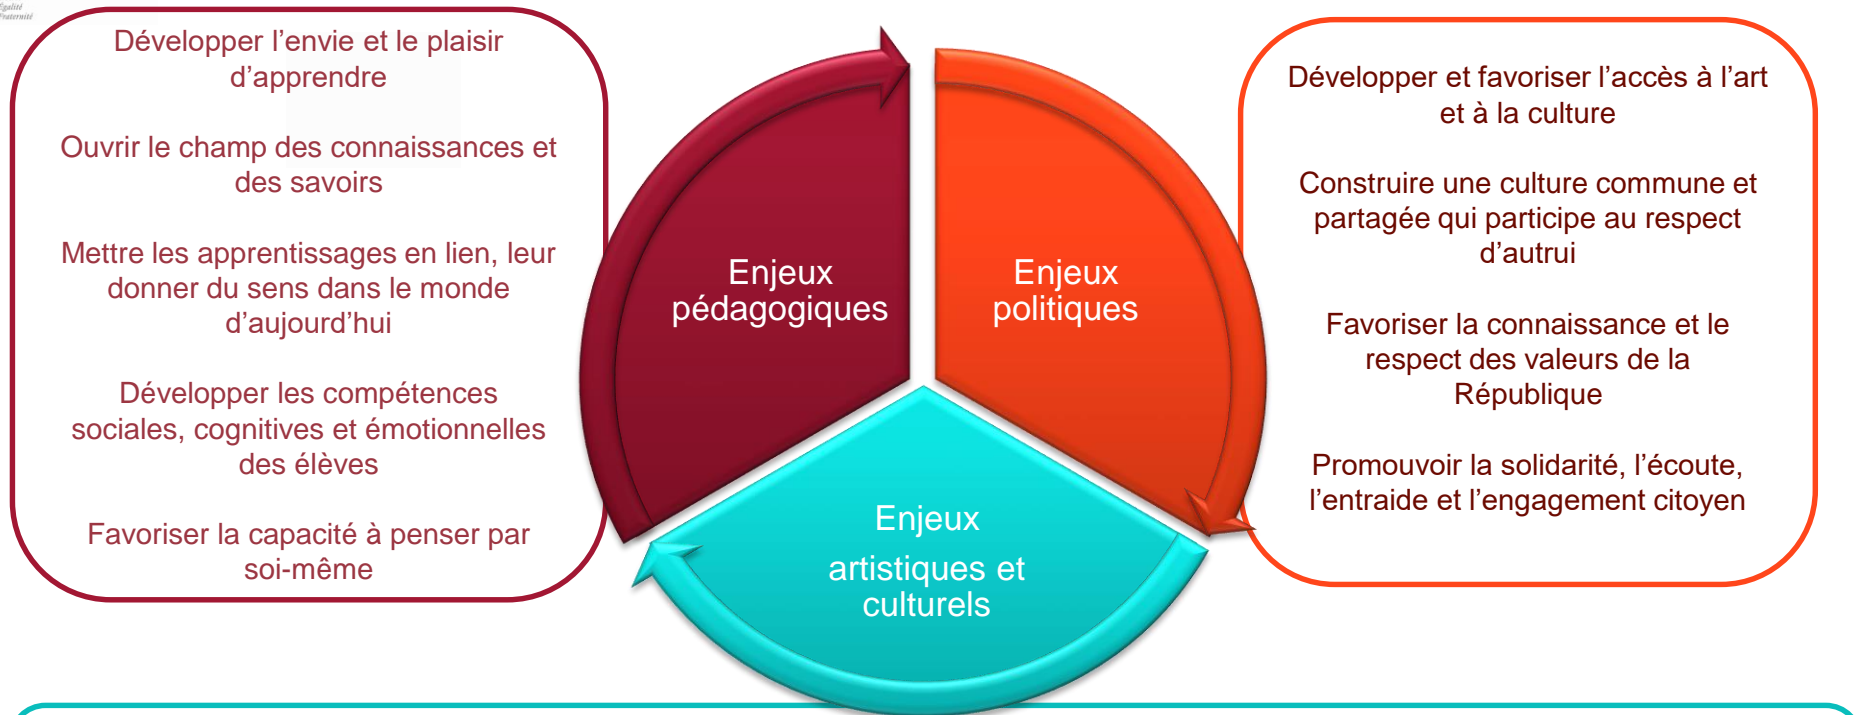 Égalité
Fraternité
Développer l’envie et le plaisir
d’apprendre
Ouvrir le champ des connaissances et
des savoirs
Mettre les apprentissages en lien, leur
donner du sens dans le monde
d’aujourd’hui
Développer les compétences
sociales, cognitives et émotionnelles
des élèves
Favoriser la capacité à penser par
soi-même
Enjeux
pédagogiques
Enjeux
politiques
Enjeux
artistiques et
culturels
Développer et favoriser l’accès à l’art
et à la culture
Construire une culture commune et
partagée qui participe au respect
d’autrui
Favoriser la connaissance et le
respect des valeurs de la
République
Promouvoir la solidarité, l’écoute,
l’entraide et l’engagement citoyen